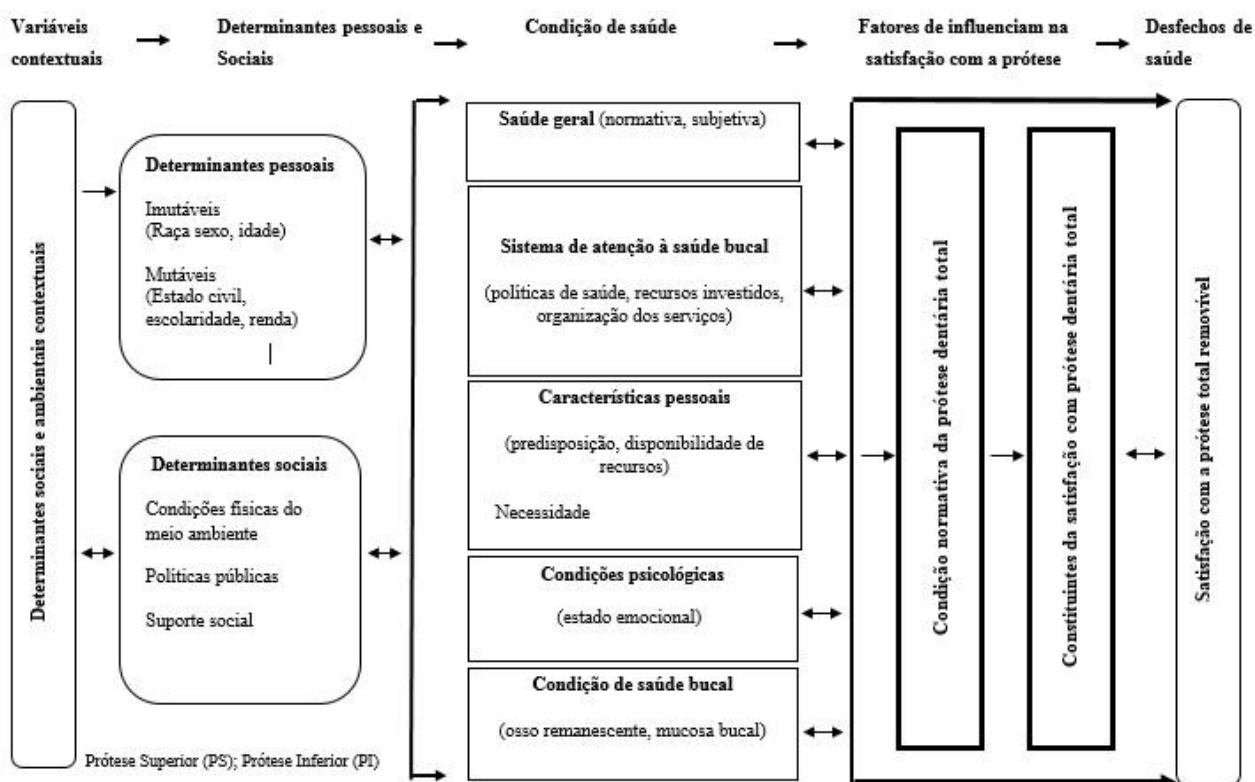 Variáveis
contextuais
Determinantes pessoais e
Sociais
Condição de saúde
Fatores de influenciam na
satisfação com a prótese
Desfechos de
saúde
Determinantes sociais e ambientais contextuais
Determinantes pessoais
Imutáveis
(Raça sexo, idade)
Mutáveis
(Estado civil,
escolaridade, renda)
Determinantes sociais
Condições físicas do
meio ambiente
Políticas públicas
Suporte social
Saúde geral (normativa, subjetiva)
Sistema de atenção à saúde bucal
(políticas de saúde, recursos investidos,
organização dos serviços)
Características pessoais
(predisposição, disponibilidade de
recursos)
Necessidade
Condições psicológicas
(estado emocional)
Condição de saúde bucal
(osso remanescente, mucosa bucal)
Condição normativa da prótese dentária total
Constituintes da satisfação com prótese dentária total
Satisfação com a prótese total removível
Prótese Superior (PS); Prótese Inferior (PI)